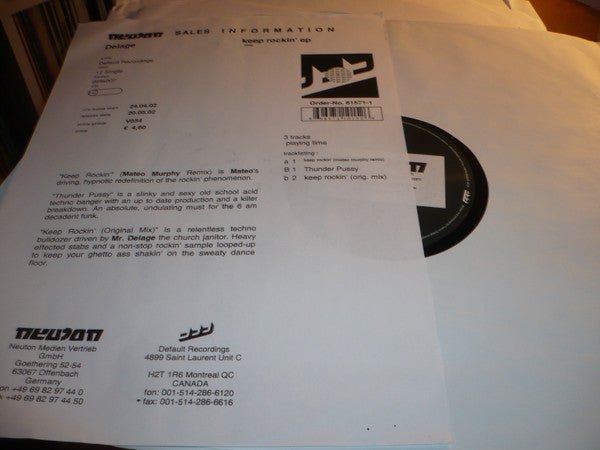 neuton SALES INFORMATION
Delage
keep rockin' ep
Default Recordings
12 Single
24.04.02
release date 20.05.02
V034
price € 4,60
Order-No. 61571-1
3 tracks
playing time
tracklisting:
a 1 keep rockin' (mateo murphy remix)
B 1 Thunder Pussy
b 2 keep rockin' (orig. mix)
"Keep Rockin'" (Mateo Murphy Remix) is Mateo's
driving, hypnotic redefinition of the rockin' phenomenon.
"Thunder Pussy" is a slinky and sexy old school acid
techno banger with an up to date production and a killer
breakdown. An absolute, undulating must for the 6 am
decadent funk.
"Keep Rockin' (Original Mix)" is a relentless techno
bulldozer driven by Mr. Delage the church janitor. Heavy
effected stabs and a non-stop rockin' sample looped-up
to keep your ghetto ass shakin' on the sweaty dance
floor.
neuton
Neuton Medien Vertrieb
GmbH
Goethering 52-54
63067 Offenbach
Germany
+49 69 82 97 44 0
+49 69 82 97 44 50
Default Recordings
4899 Saint Laurent Unit C
H2T 1R6 Montreal QC
CANADA
fon: 001-514-286-6120
fax: 001-514-286-6616